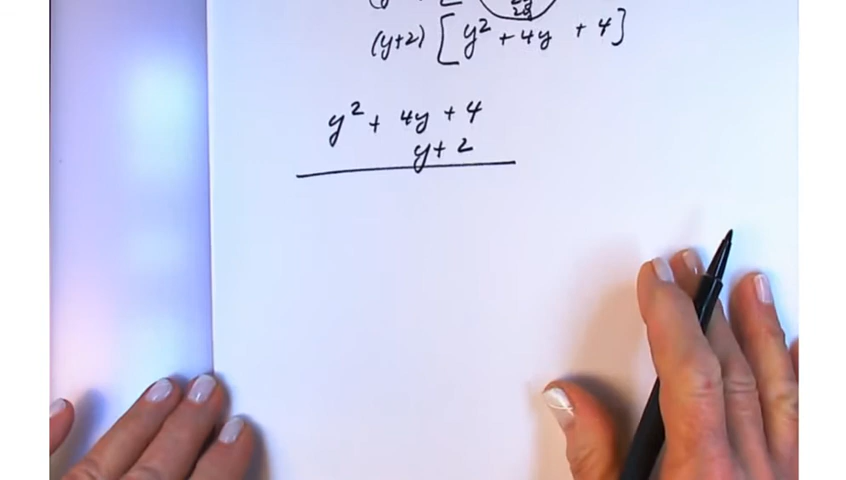 (y+2) [y² + 4y + 4]
y² + 4y + 4
y + 2